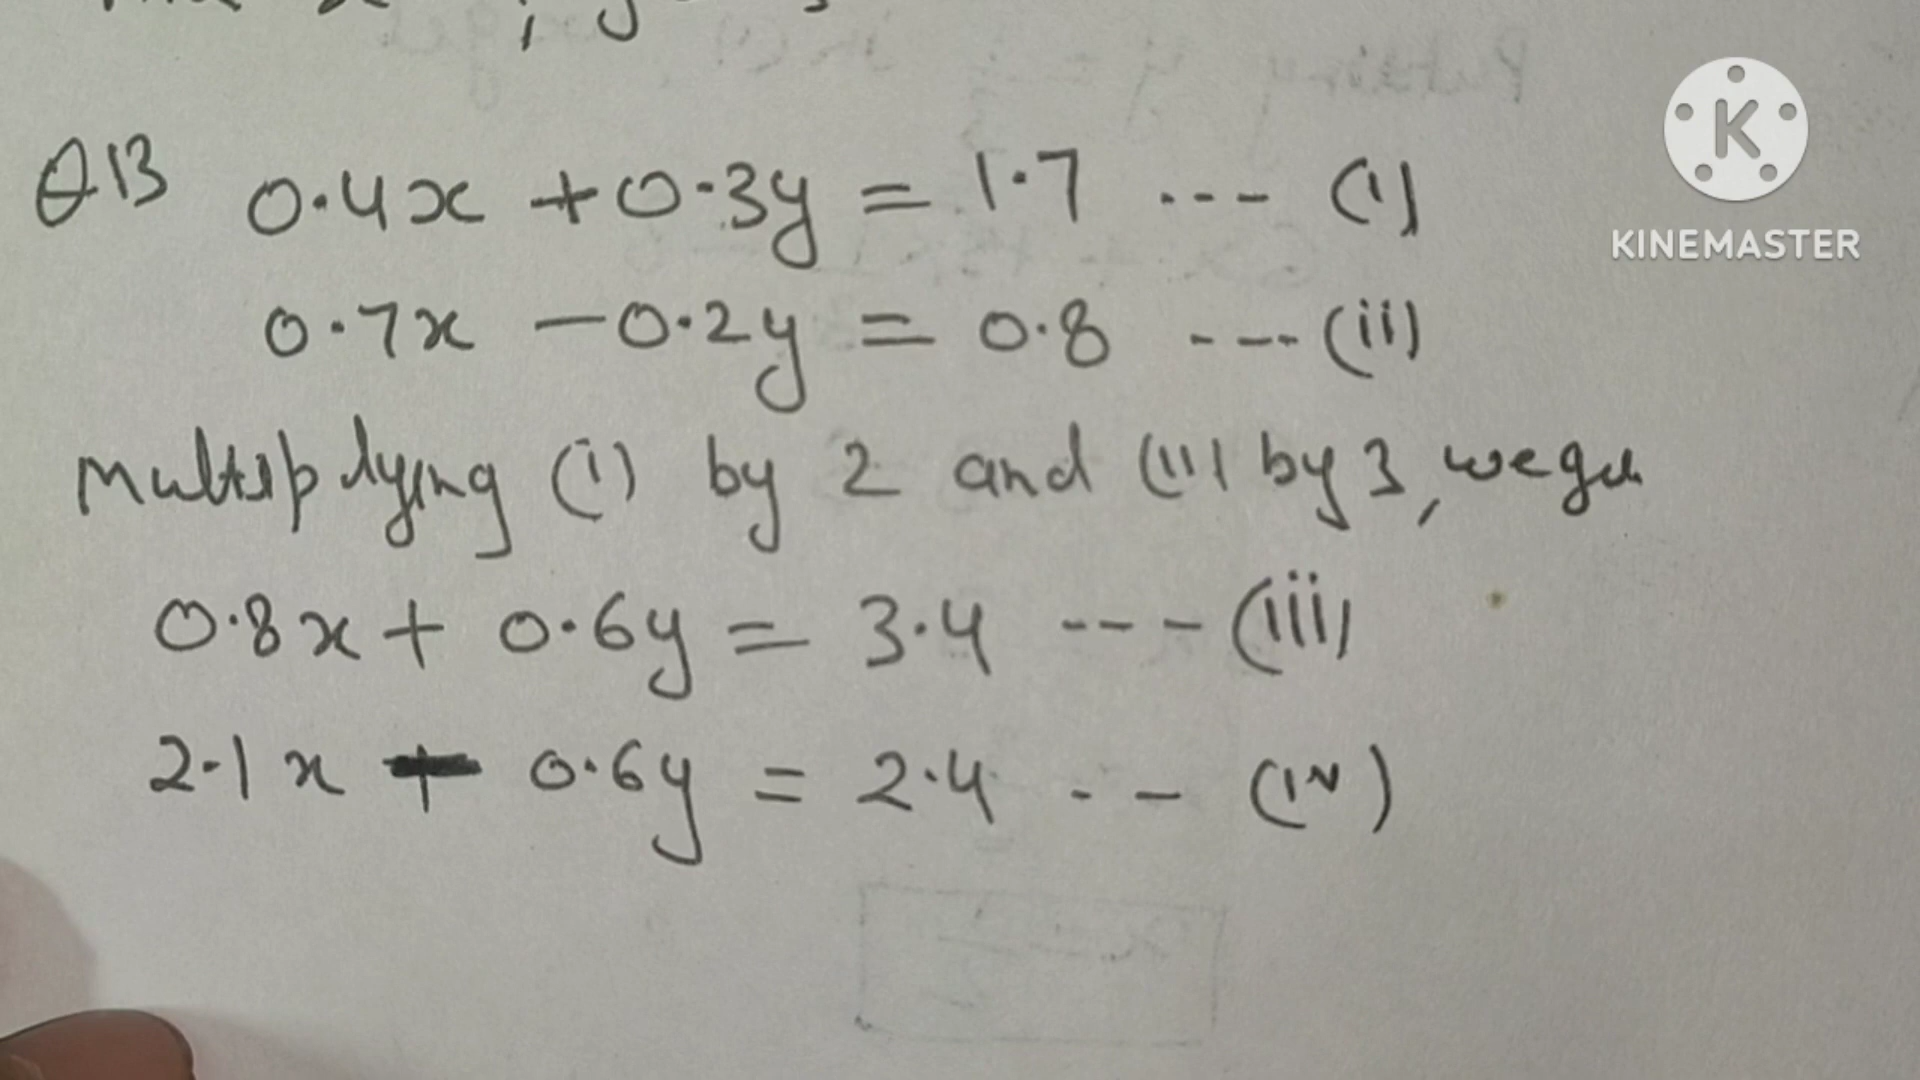 Q13 0.4x + 0.3y = 1.7 --- (i)
0.7x - 0.2y = 0.8 --- (ii)
Multiplying (i) by 2 and (ii) by 3, we get
0.8x + 0.6y = 3.4 --- (iii)
2.1x - 0.6y = 2.4 -- (iv)
K
KINEMASTER